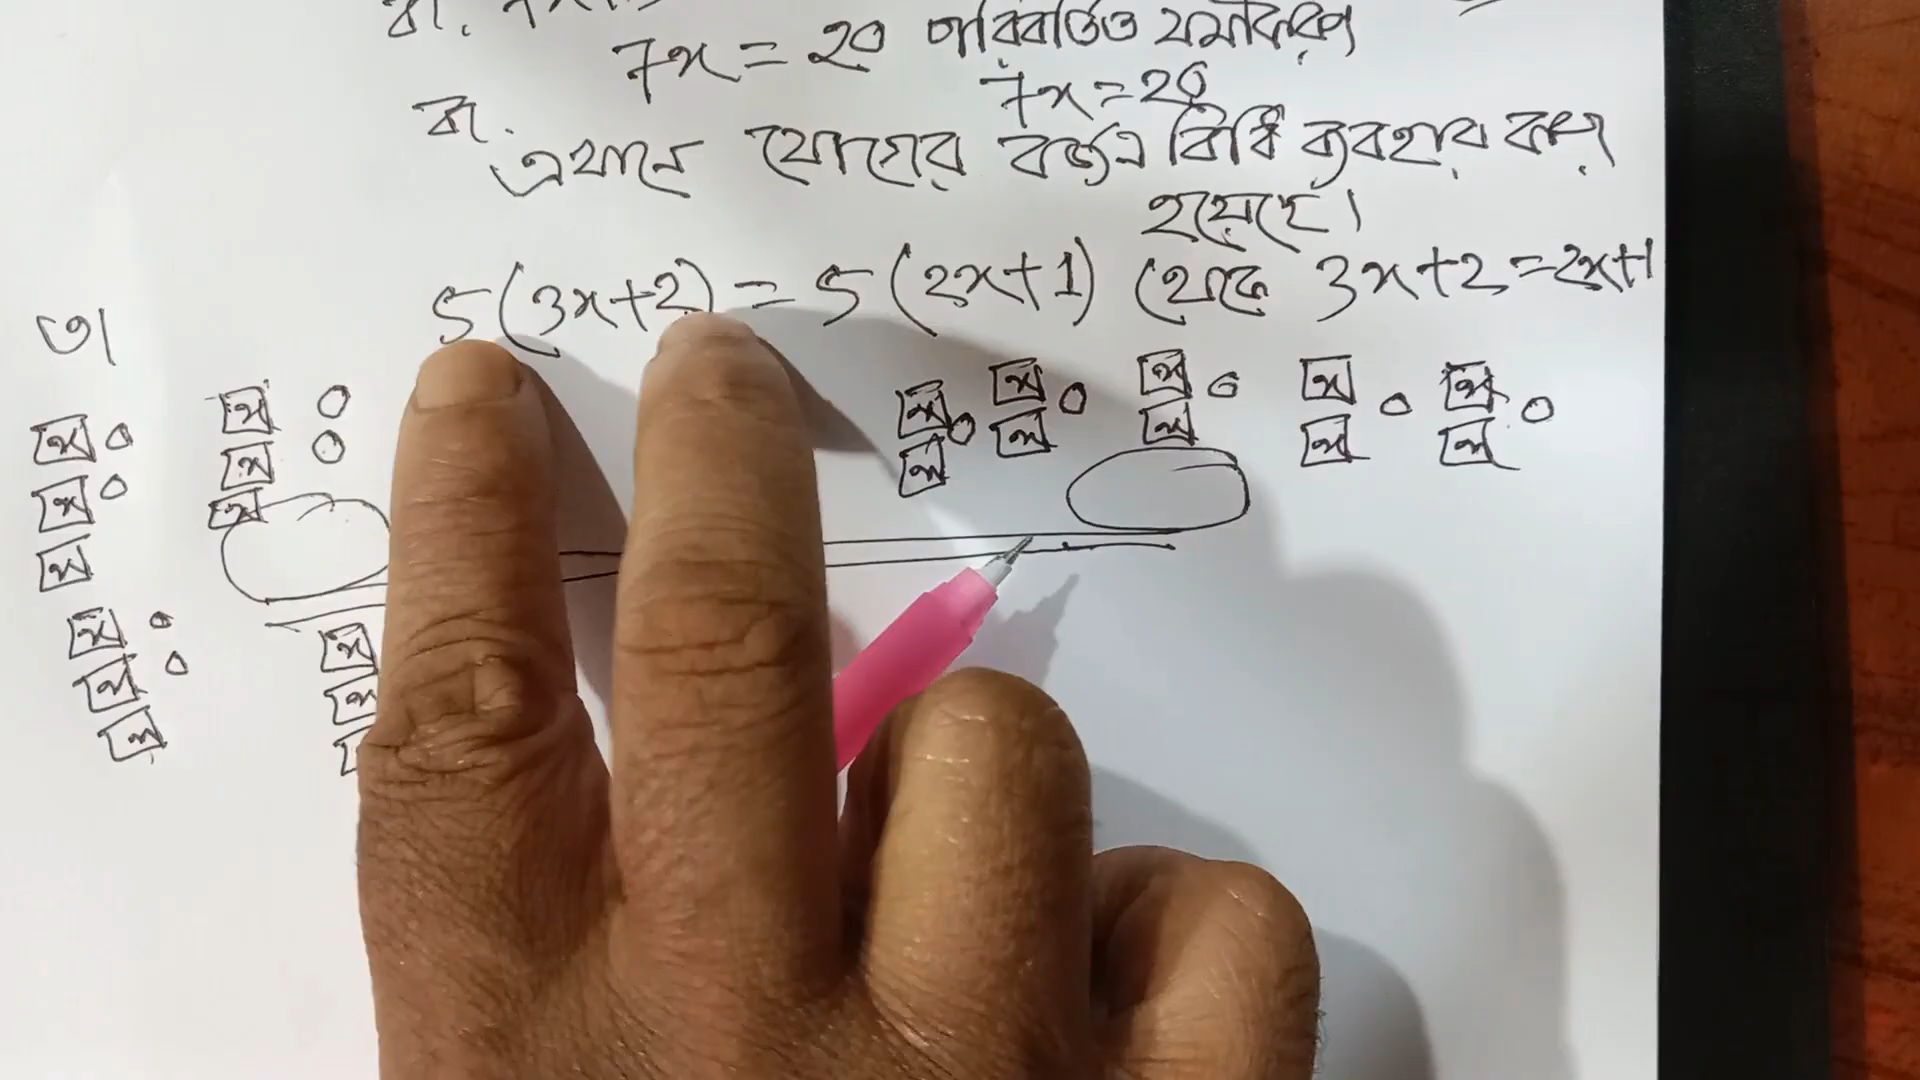 7x = 20 পরিবর্তিত সমীকরণ
7x = 20
ক.
এখানে যোগের বর্জন বিধি ব্যবহার করা
হয়েছে।
5(3x+2) = 5(2x+1) থেকে 3x+2=2x+1
x o x o
x o x o
x x
x o x o x o x o x o
x x x x x
x o x
x o x
x